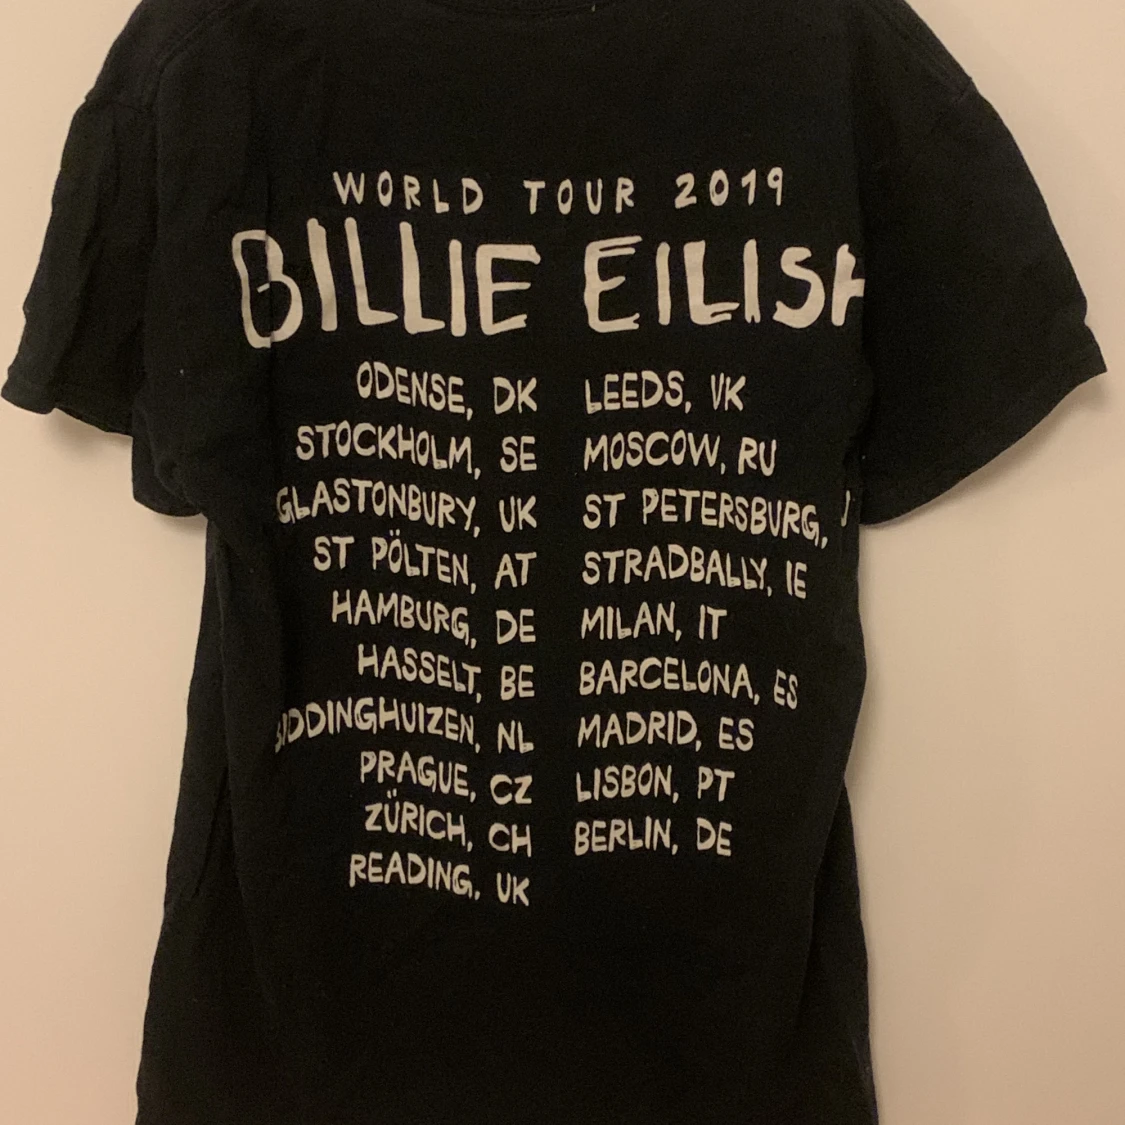 WORLD TOUR 2019
BILLIE EILISH
ODENSE, DK
STOCKHOLM, SE
GLASTONBURY, UK
ST PÖLTEN, AT
HAMBURG, DE
HASSELT, BE
BIDDINGHUIZEN, NL
PRAGUE, CZ
ZÜRICH, CH
READING, UK
LEEDS, UK
MOSCOW, RU
ST PETERSBURG,
STRADBALLY, IE
MILAN, IT
BARCELONA, ES
MADRID, ES
LISBON, PT
BERLIN, DE